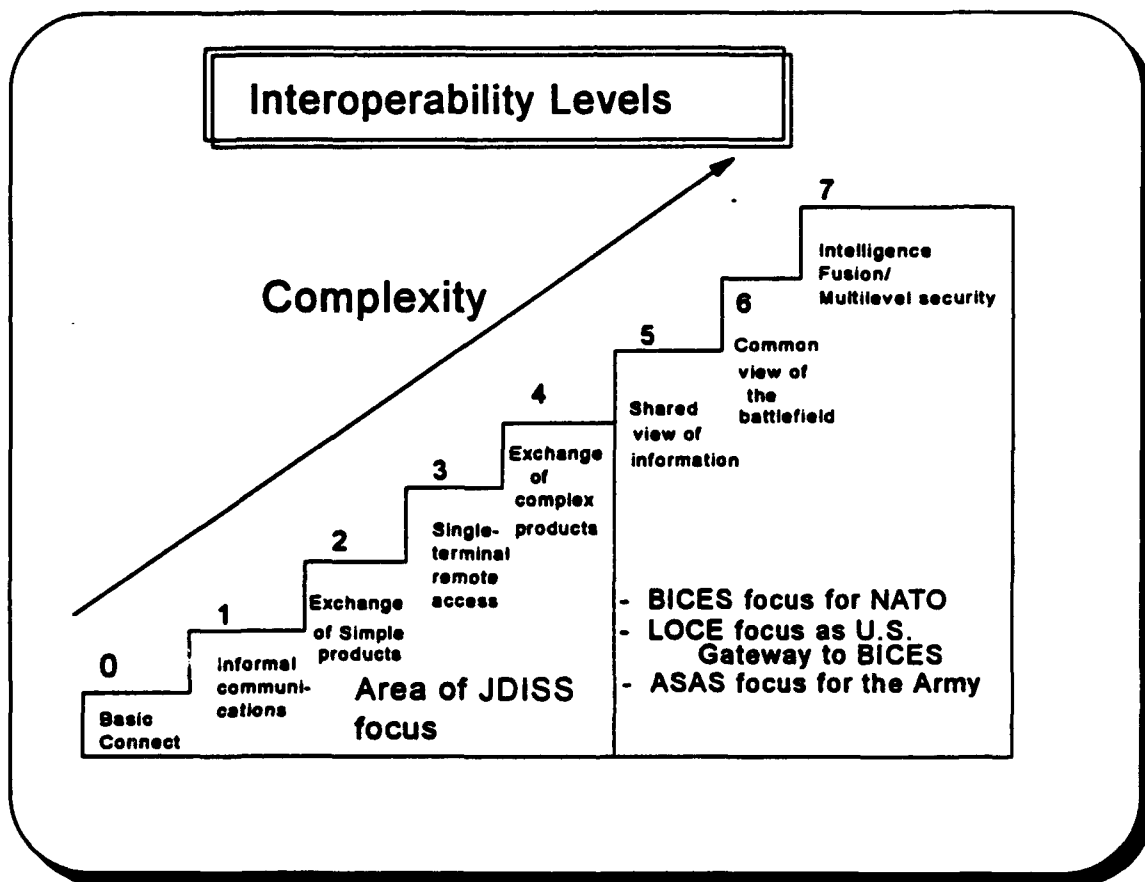 Interoperability Levels
Complexity
0
Basic
Connect
1
Informal
communi-
cations
2
Exchange
of Simple
products
3
Single-
terminal
remote
access
4
Exchange
of
complex
products
5
Shared
view of
information
6
Common
view of
the
battlefield
7
Intelligence
Fusion/
Multilevel security
Area of JDISS
focus
- BICES focus for NATO
- LOCE focus as U.S.
Gateway to BICES
- ASAS focus for the Army